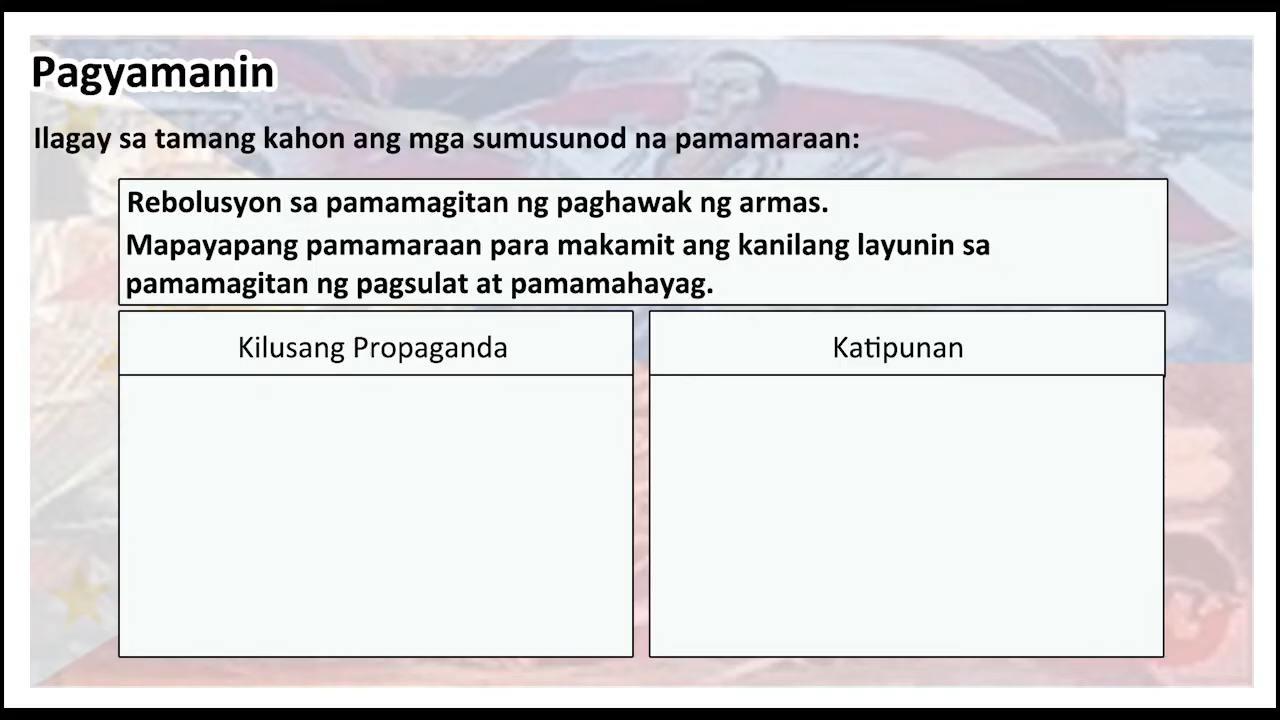 Pagyamanin
Ilagay sa tamang kahon ang mga sumusunod na pamamaraan:
Rebolusyon sa pamamagitan ng paghawak ng armas.
Mapayapang pamamaraan para makamit ang kanilang layunin sa
pamamagitan ng pagsulat at pamamahayag.
Kilusang Propaganda
Katipunan